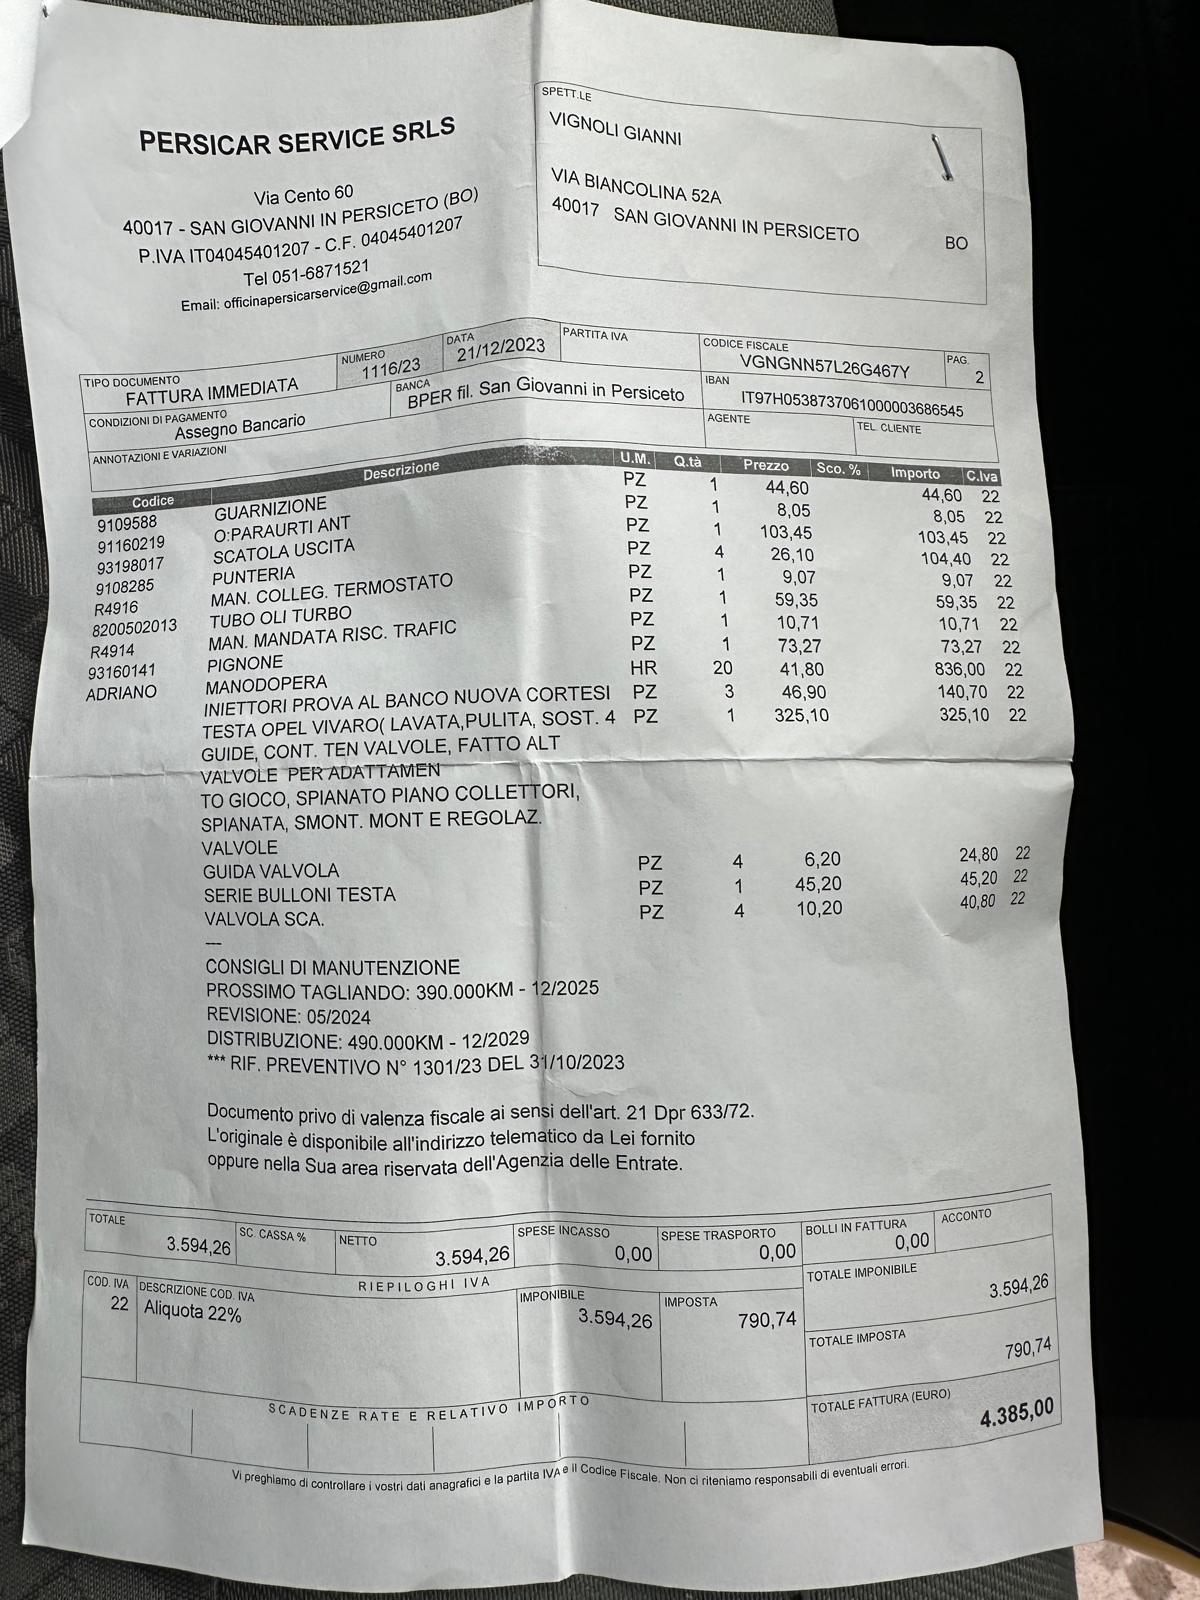 PERSICAR SERVICE SRLS
Via Cento 60
40017 - SAN GIOVANNI IN PERSICETO (BO)
P.IVA IT04045401207 - C.F. 04045401207
Tel 051-6871521
Email: officinapersicarservice@gmail.com
SPETT.LE
VIGNOLI GIANNI
VIA BIANCOLINA 52A
40017 SAN GIOVANNI IN PERSICETO BO
TIPO DOCUMENTO NUMERO DATA PARTITA IVA CODICE FISCALE PAG.
FATTURA IMMEDIATA 1116/23 21/12/2023 VGNGNN57L26G467Y 2
CONDIZIONI DI PAGAMENTO BANCA IBAN
Assegno Bancario BPER fil. San Giovanni in Persiceto IT97H0538737061000003686545
ANNOTAZIONI E VARIAZIONI AGENTE TEL. CLIENTE
Codice Descrizione U.M. Q.tà Prezzo Sco. % Importo C.Iva
9109588 GUARNIZIONE PZ 1 44,60 44,60 22
91160219 O:PARAURTI ANT PZ 1 8,05 8,05 22
93198017 SCATOLA USCITA PZ 1 103,45 103,45 22
9108285 PUNTERIA PZ 4 26,10 104,40 22
R4916 MAN. COLLEG. TERMOSTATO PZ 1 9,07 9,07 22
8200502013 TUBO OLI TURBO PZ 1 59,35 59,35 22
R4914 MAN. MANDATA RISC. TRAFIC PZ 1 10,71 10,71 22
93160141 PIGNONE PZ 1 73,27 73,27 22
ADRIANO MANODOPERA HR 20 41,80 836,00 22
INIETTORI PROVA AL BANCO NUOVA CORTESI PZ 3 46,90 140,70 22
TESTA OPEL VIVARO( LAVATA,PULITA, SOST. 4 PZ 1 325,10 325,10 22
GUIDE, CONT. TEN VALVOLE, FATTO ALT
VALVOLE PER ADATTAMEN
TO GIOCO, SPIANATO PIANO COLLETTORI,
SPIANATA, SMONT. MONT E REGOLAZ.
VALVOLE
GUIDA VALVOLA PZ 4 6,20 24,80 22
SERIE BULLONI TESTA PZ 1 45,20 45,20 22
VALVOLA SCA. PZ 4 10,20 40,80 22
---
CONSIGLI DI MANUTENZIONE
PROSSIMO TAGLIANDO: 390.000KM - 12/2025
REVISIONE: 05/2024
DISTRIBUZIONE: 490.000KM - 12/2029
*** RIF. PREVENTIVO N° 1301/23 DEL 31/10/2023
Documento privo di valenza fiscale ai sensi dell'art. 21 Dpr 633/72.
L'originale è disponibile all'indirizzo telematico da Lei fornito
oppure nella Sua area riservata dell'Agenzia delle Entrate.
TOTALE SC. CASSA % NETTO SPESE INCASSO SPESE TRASPORTO BOLLI IN FATTURA ACCONTO
3.594,26 3.594,26 0,00 0,00 0,00
RIEPILOGHI IVA
COD. IVA DESCRIZIONE COD. IVA IMPONIBILE IMPOSTA
22 Aliquota 22% 3.594,26 790,74
TOTALE IMPONIBILE
3.594,26
TOTALE IMPOSTA
790,74
SCADENZE RATE E RELATIVO IMPORTO
TOTALE FATTURA (EURO)
4.385,00
Vi preghiamo di controllare i vostri dati anagrafici e la partita IVA e il Codice Fiscale. Non ci riteniamo responsabili di eventuali errori.